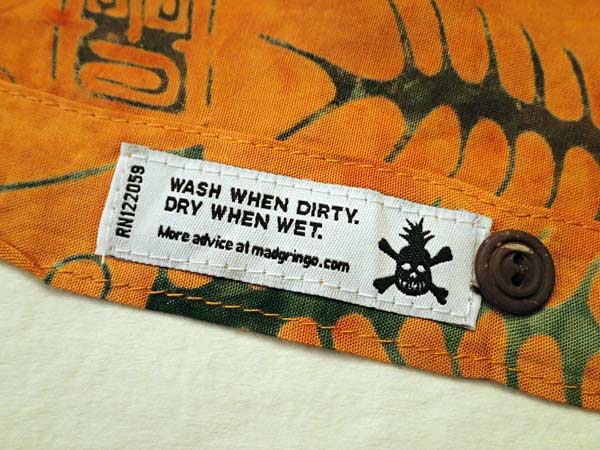 RN122059
WASH WHEN DIRTY.
DRY WHEN WET.
More advice at madgringo.com